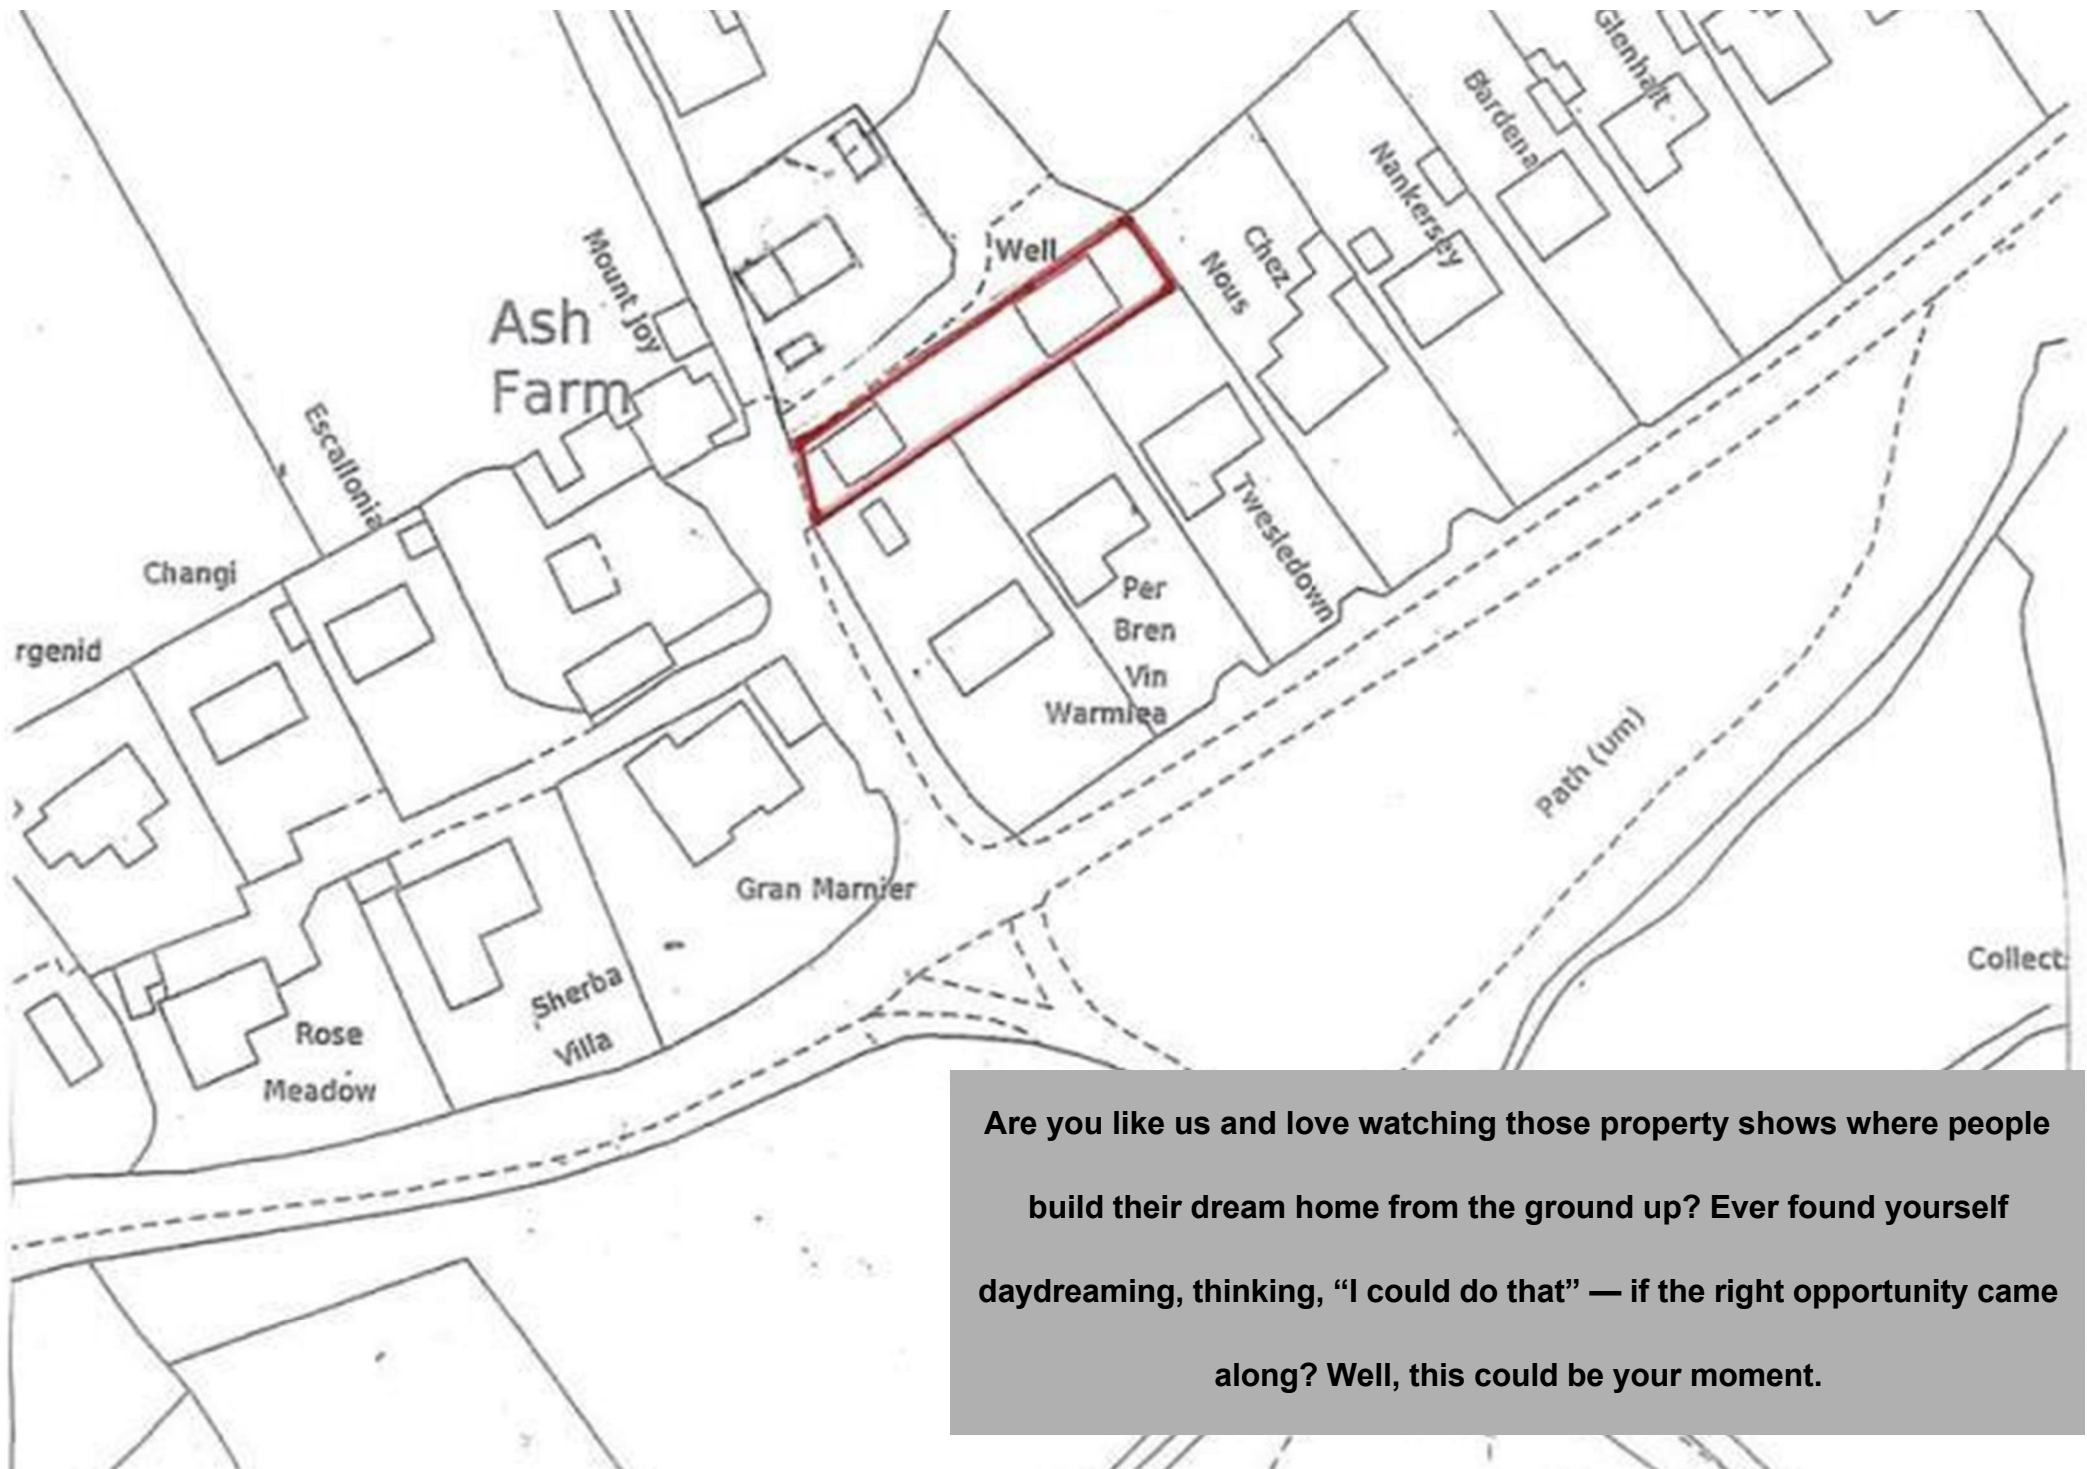 Glenhalt
Bardena
Nankersey
Chez
Nous
Well
Mount Joy
Ash
Farm
Escallonia
Changi
rgenid
Twesledown
Per
Bren
Vin
Warmlea
Path (um)
Gran Marnier
Sherba
Villa
Rose
Meadow
Collect
Are you like us and love watching those property shows where people
build their dream home from the ground up? Ever found yourself
daydreaming, thinking, “I could do that” — if the right opportunity came
along? Well, this could be your moment.